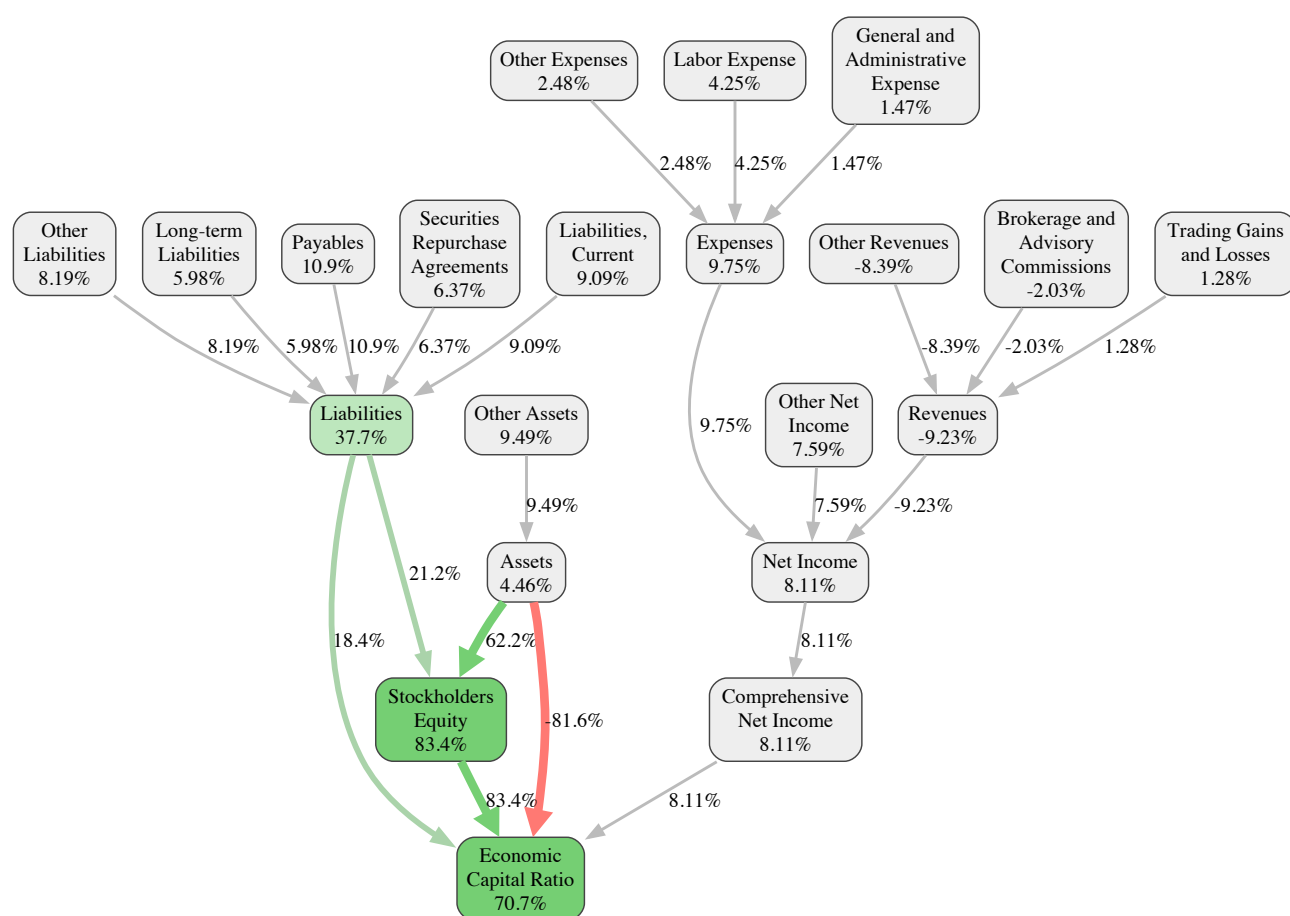 Other Expenses
2.48%
Labor Expense
4.25%
General and
Administrative
Expense
1.47%
2.48%
4.25%
1.47%
Other
Liabilities
8.19%
Long-term
Liabilities
5.98%
Payables
10.9%
Securities
Repurchase
Agreements
6.37%
Liabilities,
Current
9.09%
Expenses
9.75%
Other Revenues
-8.39%
Brokerage and
Advisory
Commissions
-2.03%
Trading Gains
and Losses
1.28%
8.19%
5.98%
10.9%
6.37%
9.09%
-8.39%
-2.03%
1.28%
Liabilities
37.7%
Other Assets
9.49%
9.75%
Other Net
Income
7.59%
Revenues
-9.23%
9.49%
7.59%
-9.23%
Assets
4.46%
Net Income
8.11%
21.2%
18.4%
62.2%
8.11%
Stockholders
Equity
83.4%
-81.6%
Comprehensive
Net Income
8.11%
83.4%
8.11%
Economic
Capital Ratio
70.7%